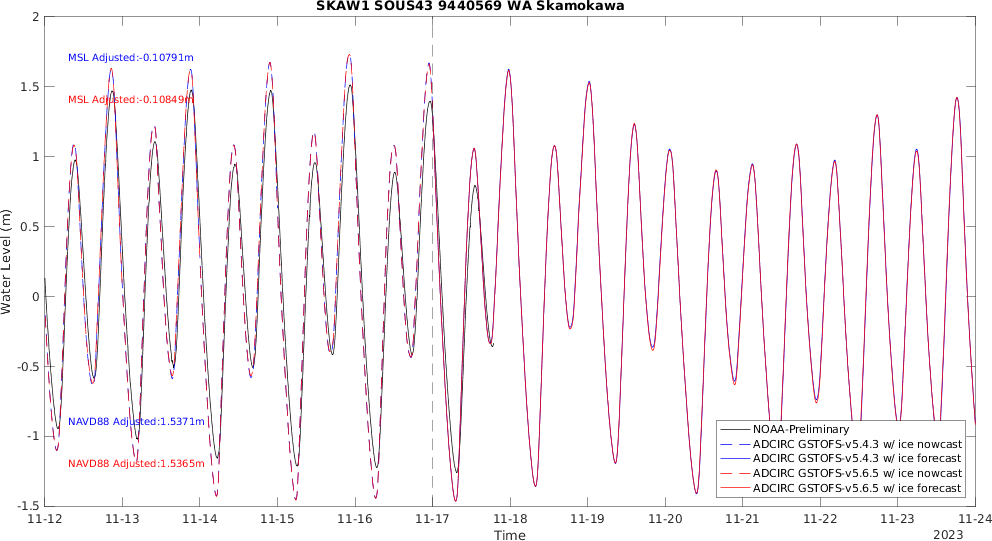 SKAW1 SOUS43 9440569 WA Skamokawa
2
1.5
1
0.5
0
-0.5
-1
-1.5
Water Level (m)
MSL Adjusted:-0.10791m
MSL Adjusted:-0.10849m
NAVD88 Adjusted:1.5371m
NAVD88 Adjusted:1.5365m
NOAA-Preliminary
ADCIRC GSTOFS-v5.4.3 w/ ice nowcast
ADCIRC GSTOFS-v5.4.3 w/ ice forecast
ADCIRC GSTOFS-v5.6.5 w/ ice nowcast
ADCIRC GSTOFS-v5.6.5 w/ ice forecast
11-12 11-13 11-14 11-15 11-16 11-17 11-18 11-19 11-20 11-21 11-22 11-23 11-24
Time
2023